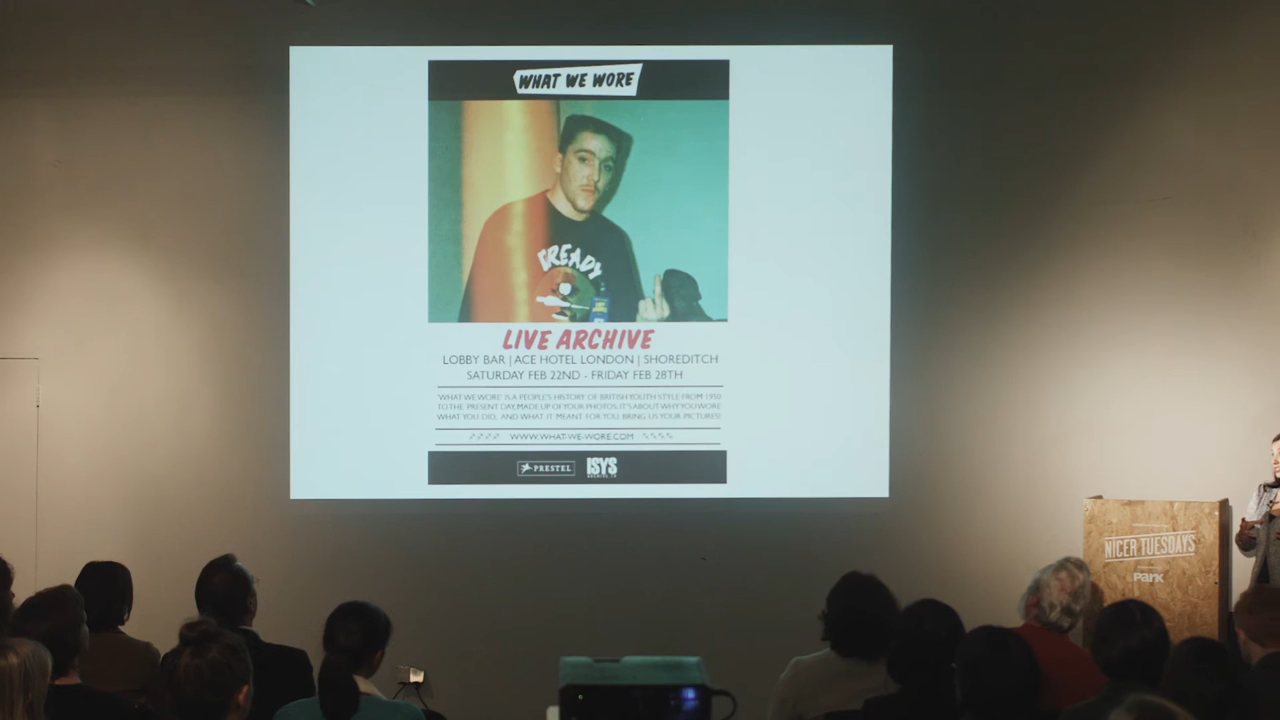 WHAT WE WORE
FREADY
LIVE ARCHIVE
LOBBY BAR | ACE HOTEL LONDON | SHOREDITCH
SATURDAY FEB 22ND - FRIDAY FEB 28TH
'WHAT WE WORE' IS A PEOPLE'S HISTORY OF BRITISH YOUTH STYLE FROM 1950
TO THE PRESENT DAY, MADE UP OF YOUR PHOTOS. IT'S ABOUT WHY YOU WORE
WHAT YOU DID, AND WHAT IT MEANT FOR YOU. BRING US YOUR PICTURES!
WWW.WHAT-WE-WORE.COM
PRESTEL ISYS
NICER TUESDAYS
Park